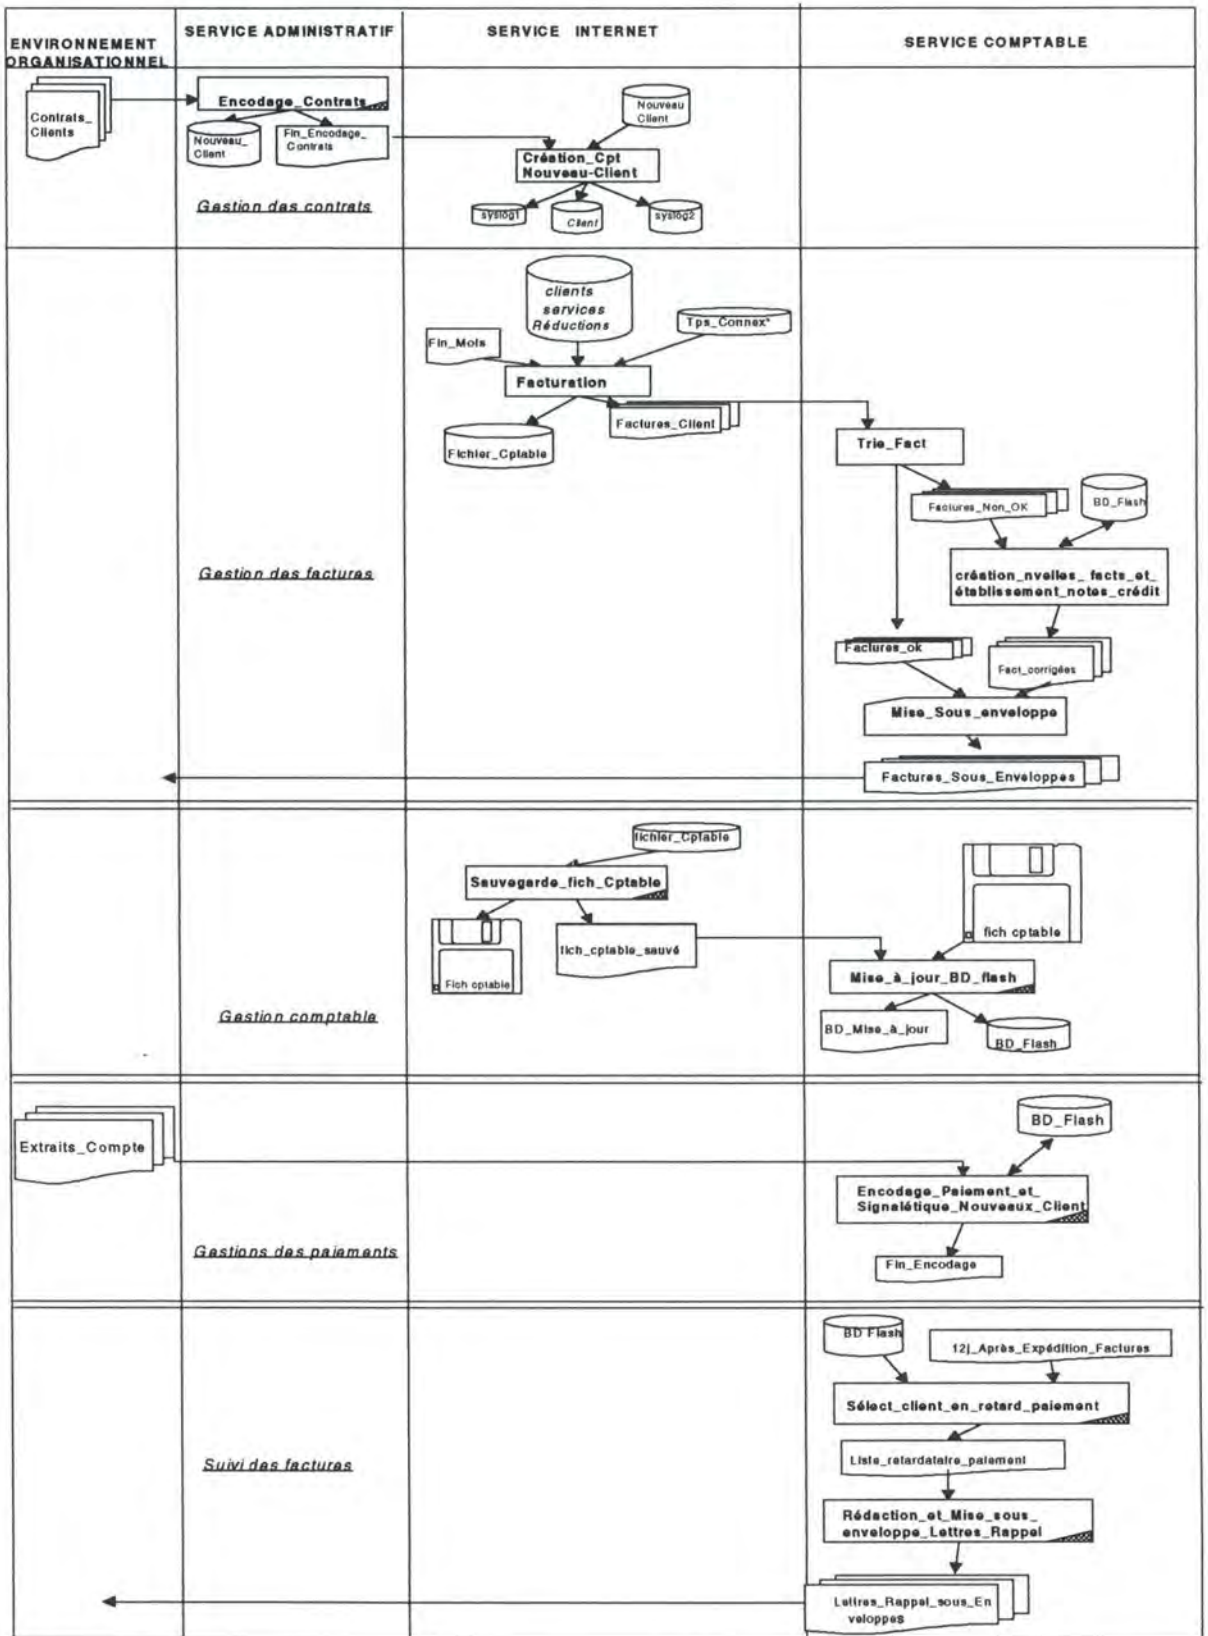 ENVIRONNEMENT
ORGANISATIONNEL
SERVICE ADMINISTRATIF
SERVICE INTERNET
SERVICE COMPTABLE
Contrats_
Clients
Encodage_Contrats
Nouveau_
Client
Fin_Encodage_
Contrats
Gestion des contrats
Nouveau
Client
Création_Cpt
Nouveau-Client
syslog1
Client
syslog2
clients
services
Réductions
Fin_Mois
Tps_Connex°
Facturation
Fichier_Cptable
Factures_Client
Trie_Fact
Factures_Non_OK
BD_Flash
création_nvelles_ facts_et_
établissement_notes_crédit
Gestion des factures
Factures_ok
Fact_corrigées
Mise_Sous_enveloppe
Factures_Sous_Enveloppes
fichier_Cptable
Sauvegarde_fich_Cptable
Fich cptable
fich_cptable_sauvé
fich cptable
Mise_à_jour_BD_flash
BD_Mise_à_jour
BD_Flash
Gestion comptable
Extraits_Compte
BD_Flash
Encodage_Paiement_et_
Signalétique_Nouveaux_Client
Fin_Encodage
Gestions des paiements
BD Flash
12j_Après_Expédition_Factures
Sélect_client_en_retard_paiement
Liste_retardataire_paiement
Suivi des factures
Rédaction_et_Mise_sous_
enveloppe_Lettres_Rappel
Lettres_Rappel_sous_En
veloppes